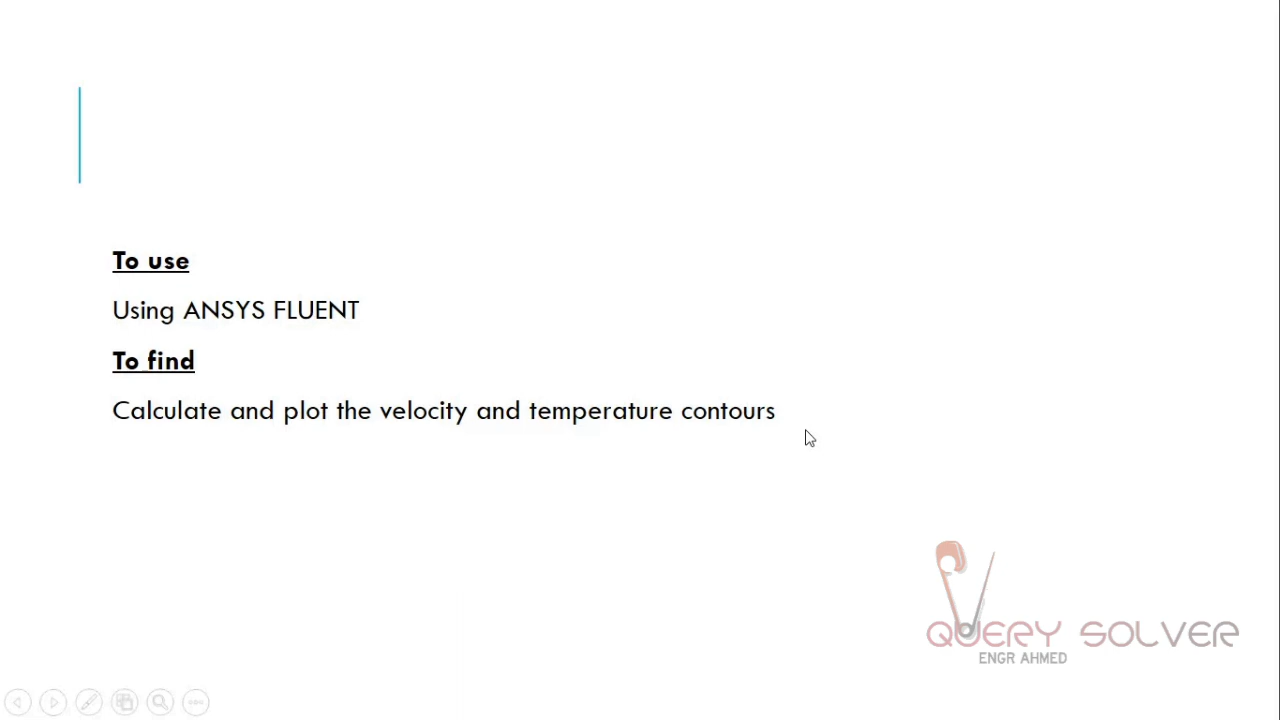 To use
Using ANSYS FLUENT
To find
Calculate and plot the velocity and temperature contours
QUERY SOLVER
ENGR AHMED